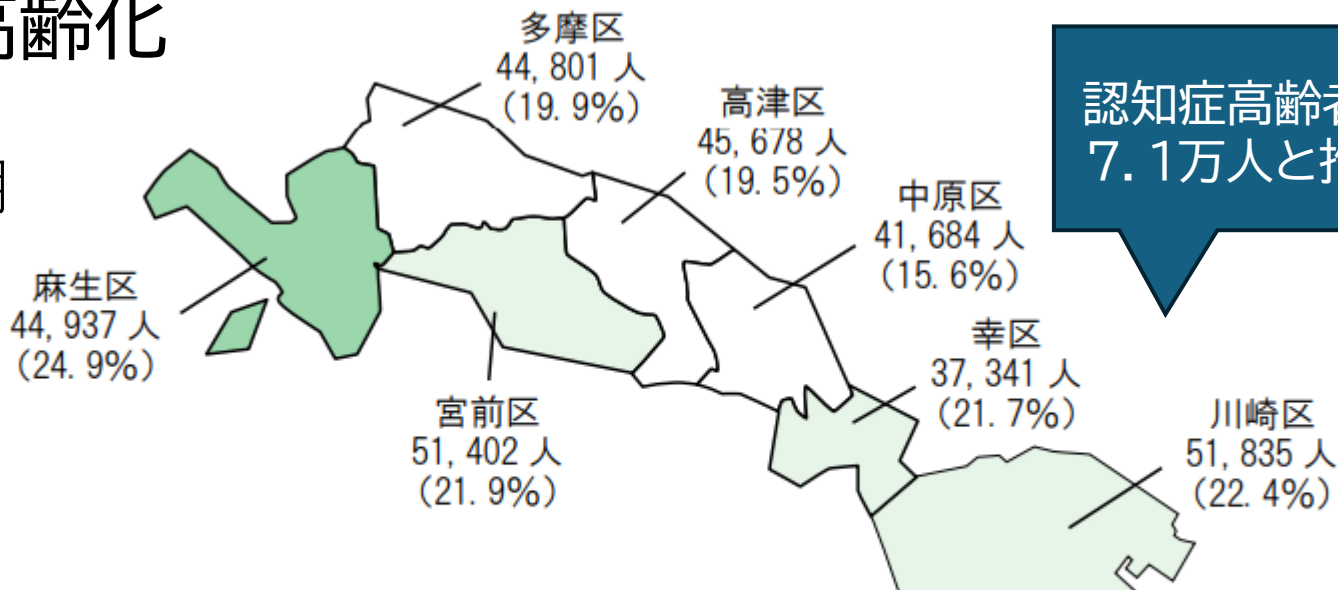 高齢化
多摩区
44,801 人
(19.9%)
高津区
45,678 人
(19.5%)
中原区
41,684 人
(15.6%)
認知症高齢者
7.1万人と推
麻生区
44,937 人
(24.9%)
幸区
37,341 人
(21.7%)
宮前区
51,402 人
(21.9%)
川崎区
51,835 人
(22.4%)